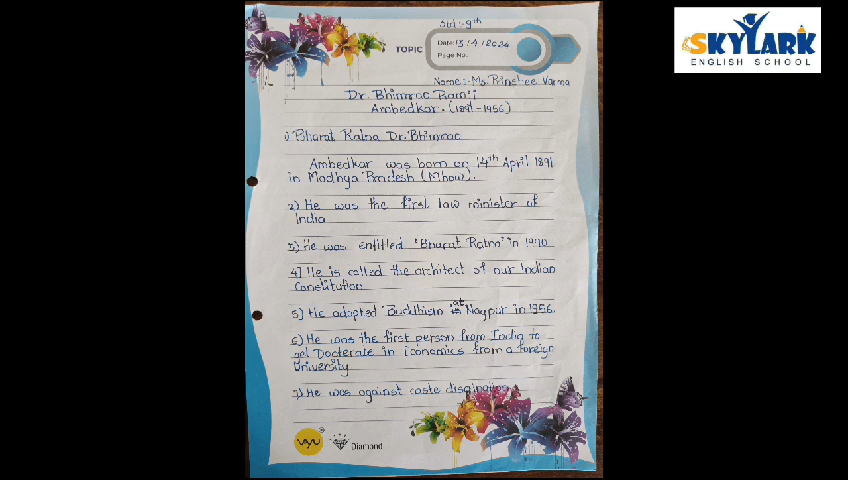 SKYLARK
ENGLISH SCHOOL
Std :- 9th
TOPIC
Date: 13/4/2024
Page No.
Name :- Ms. Prinshee Varma
Dr. Bhimrao Ramji
Ambedkar. (1891-1956)
1) Bharat Ratna Dr. Bhimrao
Ambedkar was born on 14th April 1891
in Madhya Pradesh (Mhow).
2) He was the first law minister of
India
3) He was entitled 'Bharat Ratna' in 1990
4] He is called the architect of our Indian
Constitution
5] He adopted Buddhism at Nagpur in 1956.
6] He was the first person from India to
get Docterate in iconomics from a foreign
University
7) He was against caste
Diamond